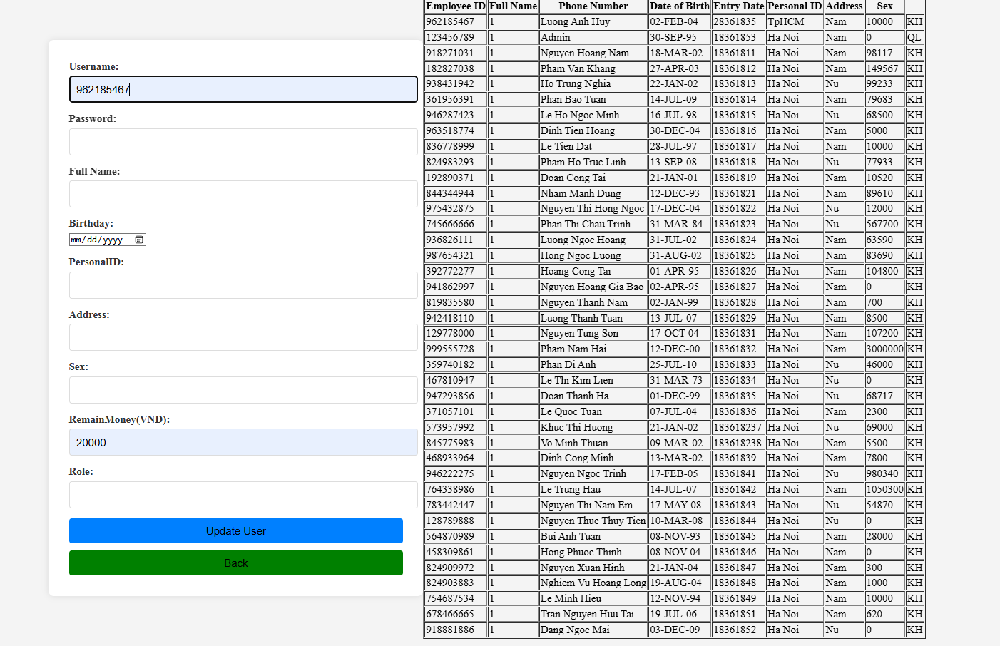 Username:
962185467
Password:
Full Name:
Birthday:
mm/dd/yyyy
PersonalID:
Address:
Sex:
RemainMoney(VND):
20000
Role:
Update User
Back
Employee ID Full Name Phone Number Date of Birth Entry Date Personal ID Address Sex
962185467 1 Luong Anh Huy 02-FEB-04 28361835 TpHCM Nam 10000 KH
123456789 1 Admin 30-SEP-95 18361853 Ha Noi Nam 0 QL
918271031 1 Nguyen Hoang Nam 18-MAR-02 18361811 Ha Noi Nam 98117 KH
182827038 1 Pham Van Khang 27-APR-03 18361812 Ha Noi Nam 149567 KH
938431942 1 Ho Trung Nghia 22-JAN-02 18361813 Ha Noi Nu 99233 KH
361956391 1 Phan Bao Tuan 14-JUL-09 18361814 Ha Noi Nam 79683 KH
946287423 1 Le Ho Ngoc Minh 16-JUL-98 18361815 Ha Noi Nu 68500 KH
963518774 1 Dinh Tien Hoang 30-DEC-04 18361816 Ha Noi Nam 5000 KH
836778999 1 Le Tien Dat 28-JUL-97 18361817 Ha Noi Nam 10000 KH
824983293 1 Pham Ho Truc Linh 13-SEP-08 18361818 Ha Noi Nu 77933 KH
192890371 1 Doan Cong Tai 21-JAN-01 18361819 Ha Noi Nam 10520 KH
844344944 1 Nham Manh Dung 12-DEC-93 18361821 Ha Noi Nam 89610 KH
975432875 1 Nguyen Thi Hong Ngoc 17-DEC-04 18361822 Ha Noi Nu 12000 KH
745666666 1 Phan Thi Chau Trinh 31-MAR-84 18361823 Ha Noi Nu 567700 KH
936826111 1 Luong Ngoc Hoang 31-JUL-02 18361824 Ha Noi Nam 63590 KH
987654321 1 Hong Ngoc Luong 31-AUG-02 18361825 Ha Noi Nam 83690 KH
392772277 1 Hoang Cong Tai 01-APR-95 18361826 Ha Noi Nam 104800 KH
941862997 1 Nguyen Hoang Gia Bao 02-APR-95 18361827 Ha Noi Nam 0 KH
819835580 1 Nguyen Thanh Nam 02-JAN-99 18361828 Ha Noi Nam 700 KH
942418110 1 Luong Thanh Tuan 13-JUL-07 18361829 Ha Noi Nam 8500 KH
129778000 1 Nguyen Tung Son 17-OCT-04 18361831 Ha Noi Nam 107200 KH
999555728 1 Pham Nam Hai 12-DEC-00 18361832 Ha Noi Nam 3000000 KH
359740182 1 Phan Di Anh 25-JUL-10 18361833 Ha Noi Nu 46000 KH
467810947 1 Le Thi Kim Lien 31-MAR-73 18361834 Ha Noi Nu 0 KH
947293856 1 Doan Thanh Ha 01-DEC-99 18361835 Ha Noi Nu 68717 KH
371057101 1 Le Quoc Tuan 07-JUL-04 18361836 Ha Noi Nam 2300 KH
573957992 1 Khuc Thi Huong 21-JAN-02 183618237 Ha Noi Nu 69000 KH
845775983 1 Vo Minh Thuan 09-MAR-02 183618238 Ha Noi Nam 5500 KH
468933964 1 Dinh Cong Minh 13-MAR-02 18361839 Ha Noi Nam 7800 KH
946222275 1 Nguyen Ngoc Trinh 17-FEB-05 18361841 Ha Noi Nu 980340 KH
764338986 1 Le Trung Hau 14-JUL-07 18361842 Ha Noi Nam 1050300 KH
783442447 1 Nguyen Thi Nam Em 17-MAY-08 18361843 Ha Noi Nu 54870 KH
128789888 1 Nguyen Thuc Thuy Tien 10-MAR-08 18361844 Ha Noi Nu 0 KH
564870989 1 Bui Anh Tuan 08-NOV-93 18361845 Ha Noi Nam 28000 KH
458309861 1 Hong Phuoc Thinh 08-NOV-04 18361846 Ha Noi Nam 0 KH
824909972 1 Nguyen Xuan Hinh 21-JAN-04 18361847 Ha Noi Nam 300 KH
824903883 1 Nghiem Vu Hoang Long 19-AUG-04 18361848 Ha Noi Nam 1000 KH
754687534 1 Le Minh Hieu 12-NOV-94 18361849 Ha Noi Nam 10000 KH
678466665 1 Tran Nguyen Huu Tai 19-JUL-06 18361851 Ha Noi Nam 620 KH
918881886 1 Dang Ngoc Mai 03-DEC-09 18361852 Ha Noi Nu 0 KH